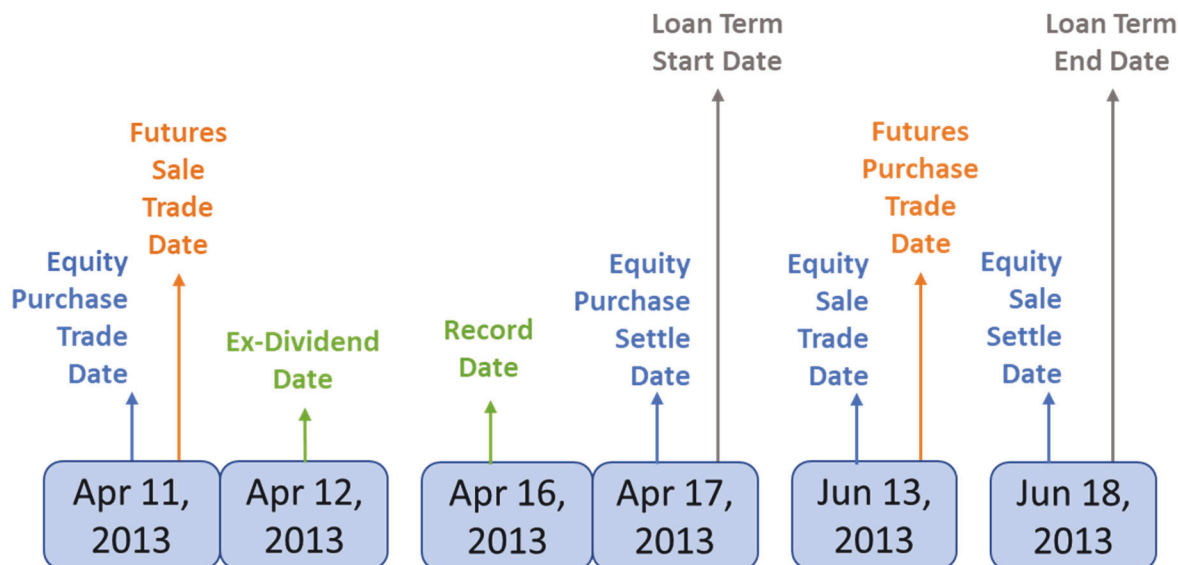 Loan Term
Start Date
Loan Term
End Date
Futures
Sale
Trade
Date
Futures
Purchase
Trade
Date
Equity
Purchase
Trade
Date
Ex-Dividend
Date
Record
Date
Equity
Purchase
Settle
Date
Equity
Sale
Trade
Date
Equity
Sale
Settle
Date
Apr 11,
2013
Apr 12,
2013
Apr 16,
2013
Apr 17,
2013
Jun 13,
2013
Jun 18,
2013